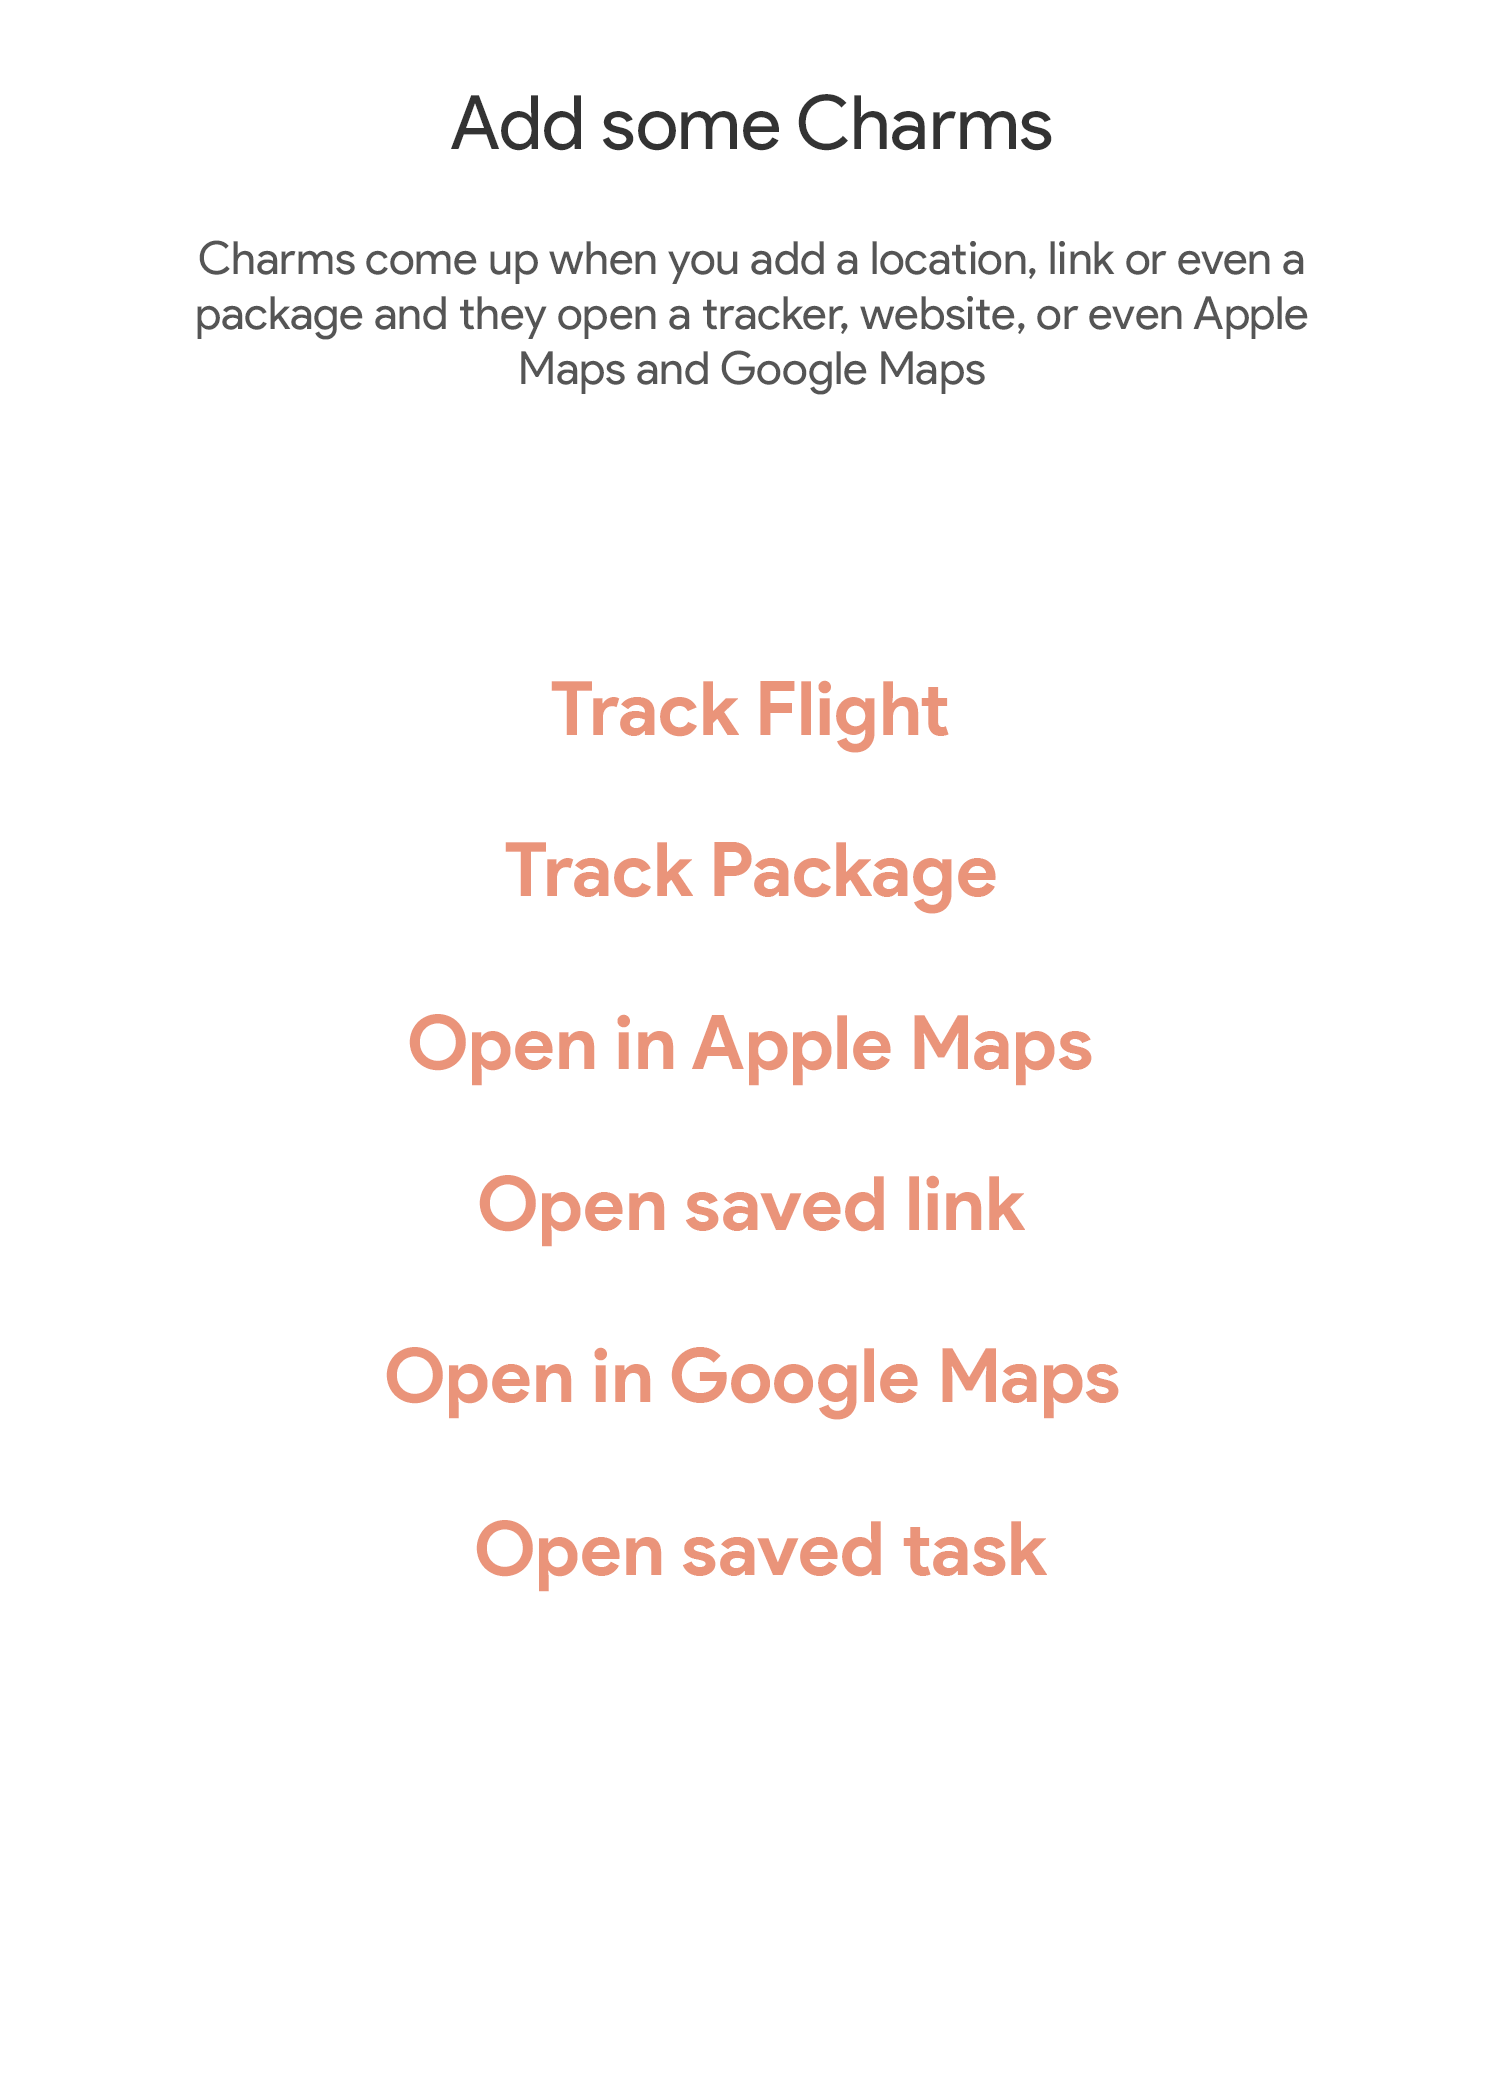 Add some Charms
Charms come up when you add a location, link or even a
package and they open a tracker, website, or even Apple
Maps and Google Maps
Track Flight
Track Package
Open in Apple Maps
Open saved link
Open in Google Maps
Open saved task